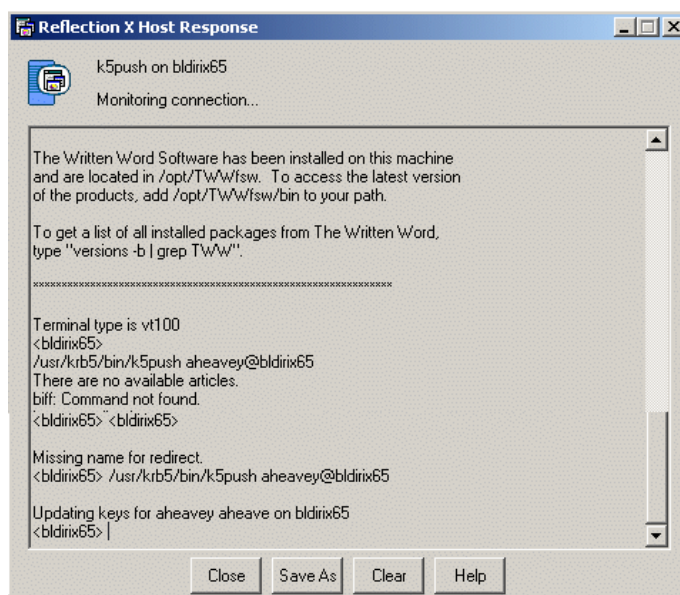 Reflection X Host Response
k5push on bldirix65
Monitoring connection...
The Written Word Software has been installed on this machine
and are located in /opt/TWWfsw. To access the latest version
of the products, add /opt/TWWfsw/bin to your path.
To get a list of all installed packages from The Written Word,
type "versions -b | grep TWW".
***************************************************************
Terminal type is vt100
<bldirix65>
/usr/krb5/bin/k5push aheavey@bldirix65
There are no available articles.
biff: Command not found.
<bldirix65> <bldirix65>
Missing name for redirect.
<bldirix65> /usr/krb5/bin/k5push aheavey@bldirix65
Updating keys for aheavey aheave on bldirix65
<bldirix65>
Close Save As Clear Help